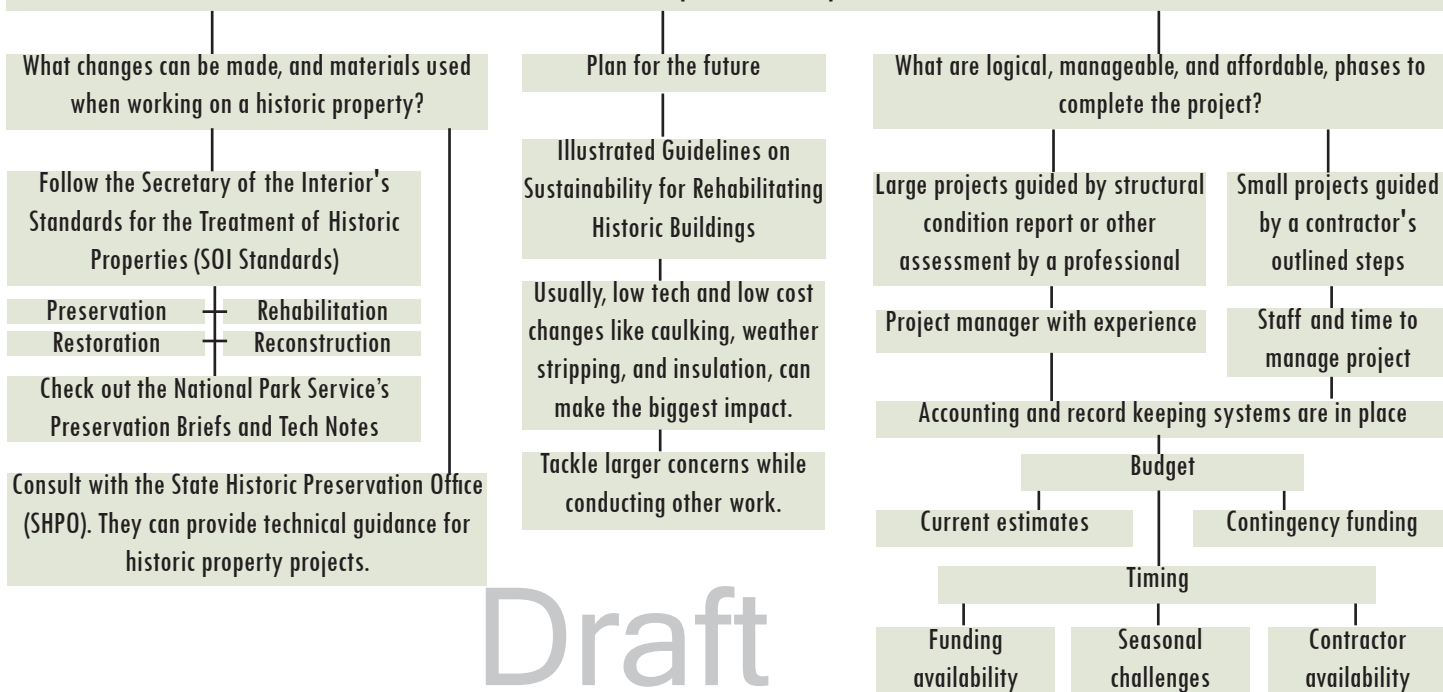 What changes can be made, and materials used
when working on a historic property?
Follow the Secretary of the Interior's
Standards for the Treatment of Historic
Properties (SOI Standards)
Preservation
Rehabilitation
Restoration
Reconstruction
Check out the National Park Service’s
Preservation Briefs and Tech Notes
Consult with the State Historic Preservation Office
(SHPO). They can provide technical guidance for
historic property projects.
Plan for the future
Illustrated Guidelines on
Sustainability for Rehabilitating
Historic Buildings
Usually, low tech and low cost
changes like caulking, weather
stripping, and insulation, can
make the biggest impact.
Tackle larger concerns while
conducting other work.
What are logical, manageable, and affordable, phases to
complete the project?
Large projects guided by structural
condition report or other
assessment by a professional
Project manager with experience
Small projects guided
by a contractor's
outlined steps
Staff and time to
manage project
Accounting and record keeping systems are in place
Budget
Current estimates
Contingency funding
Timing
Funding
availability
Seasonal
challenges
Contractor
availability
Draft